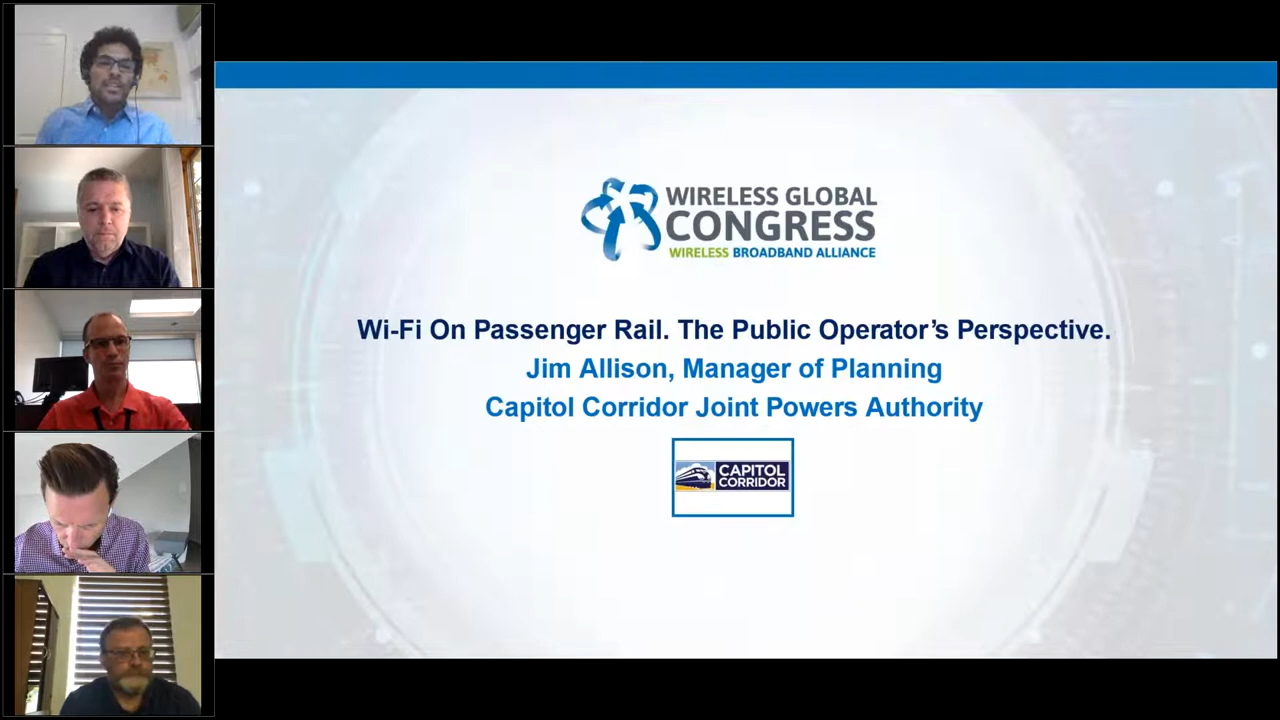 WIRELESS GLOBAL
CONGRESS
WIRELESS BROADBAND ALLIANCE
Wi-Fi On Passenger Rail. The Public Operator’s Perspective.
Jim Allison, Manager of Planning
Capitol Corridor Joint Powers Authority
CAPITOL
CORRIDOR